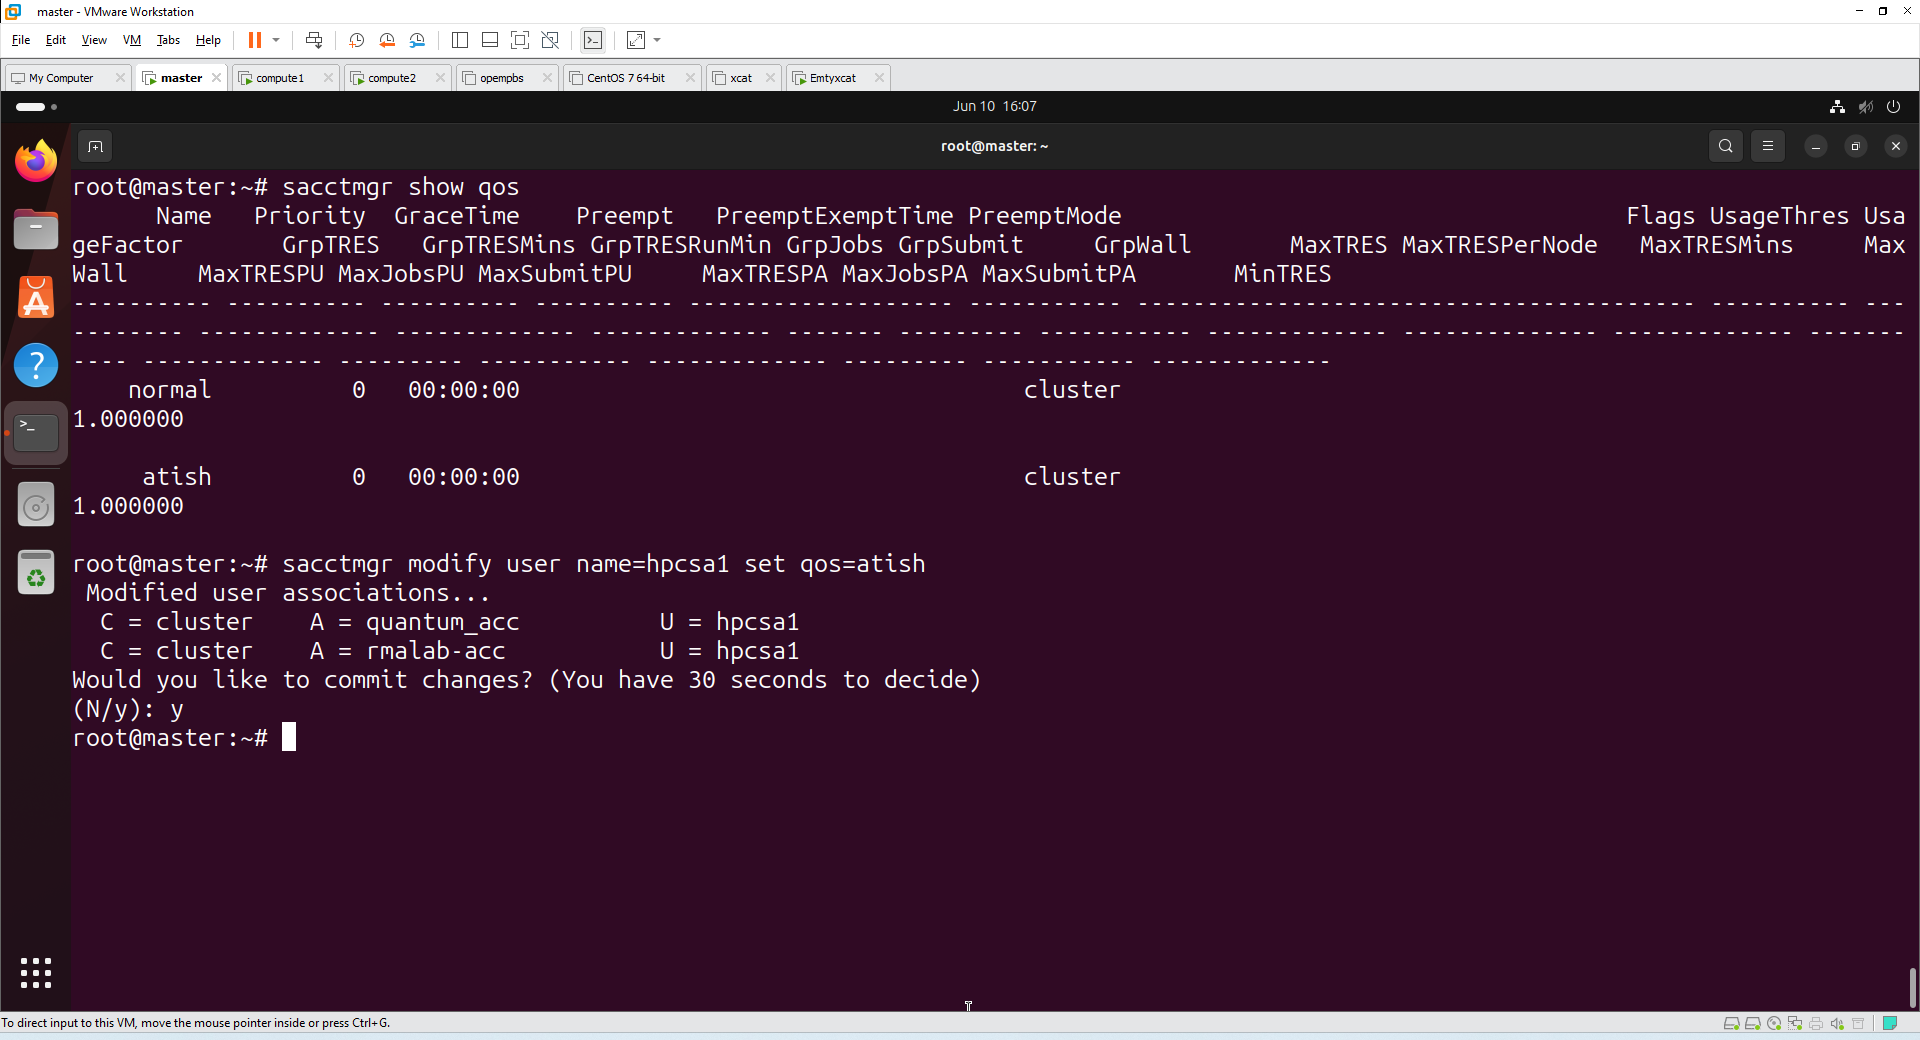 master - VMware Workstation
File Edit View VM Tabs Help
My Computer master compute1 compute2 opempbs CentOS 7 64-bit xcat Emtyxcat
Jun 10 16:07
root@master: ~
root@master:~# sacctmgr show qos
Name Priority GraceTime Preempt PreemptExemptTime PreemptMode Flags UsageThres Usa
geFactor GrpTRES GrpTRESMins GrpTRESRunMin GrpJobs GrpSubmit GrpWall MaxTRES MaxTRESPerNode MaxTRESMins Max
Wall MaxTRESPU MaxJobsPU MaxSubmitPU MaxTRESPA MaxJobsPA MaxSubmitPA MinTRES
---------- ---------- ---------- ---------- ------------------- ----------- ---------------------------------------- ---------- ---
-------- ------------- ------------- ------------- ------- --------- ----------- ------------- -------------- ------------- -------
---- ------------- --------- ----------- ------------- --------- ----------- -------------
normal 0 00:00:00 cluster
1.000000
atish 0 00:00:00 cluster
1.000000
root@master:~# sacctmgr modify user name=hpcsa1 set qos=atish
Modified user associations...
C = cluster A = quantum_acc U = hpcsa1
C = cluster A = rmalab-acc U = hpcsa1
Would you like to commit changes? (You have 30 seconds to decide)
(N/y): y
root@master:~#
To direct input to this VM, move the mouse pointer inside or press Ctrl+G.